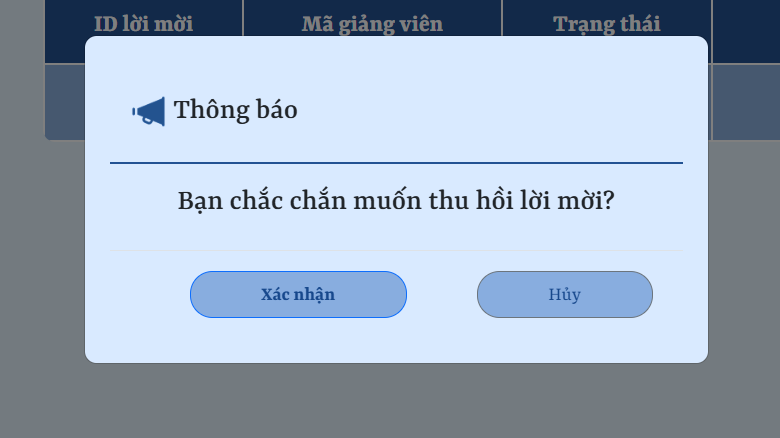 ID lời mời Mã giảng viên Trạng thái
Thông báo
Bạn chắc chắn muốn thu hồi lời mời?
Xác nhận Hủy